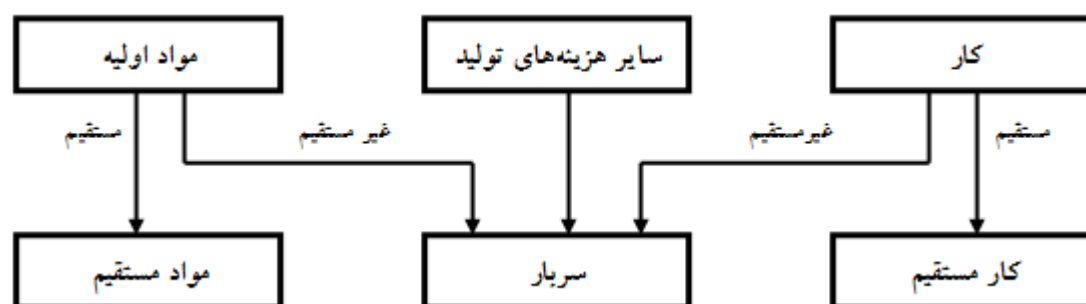 کار
سایر هزینه‌های تولید
مواد اولیه
مستقیم
غیرمستقیم
غیر مستقیم
مستقیم
کار مستقیم
سربار
مواد مستقیم